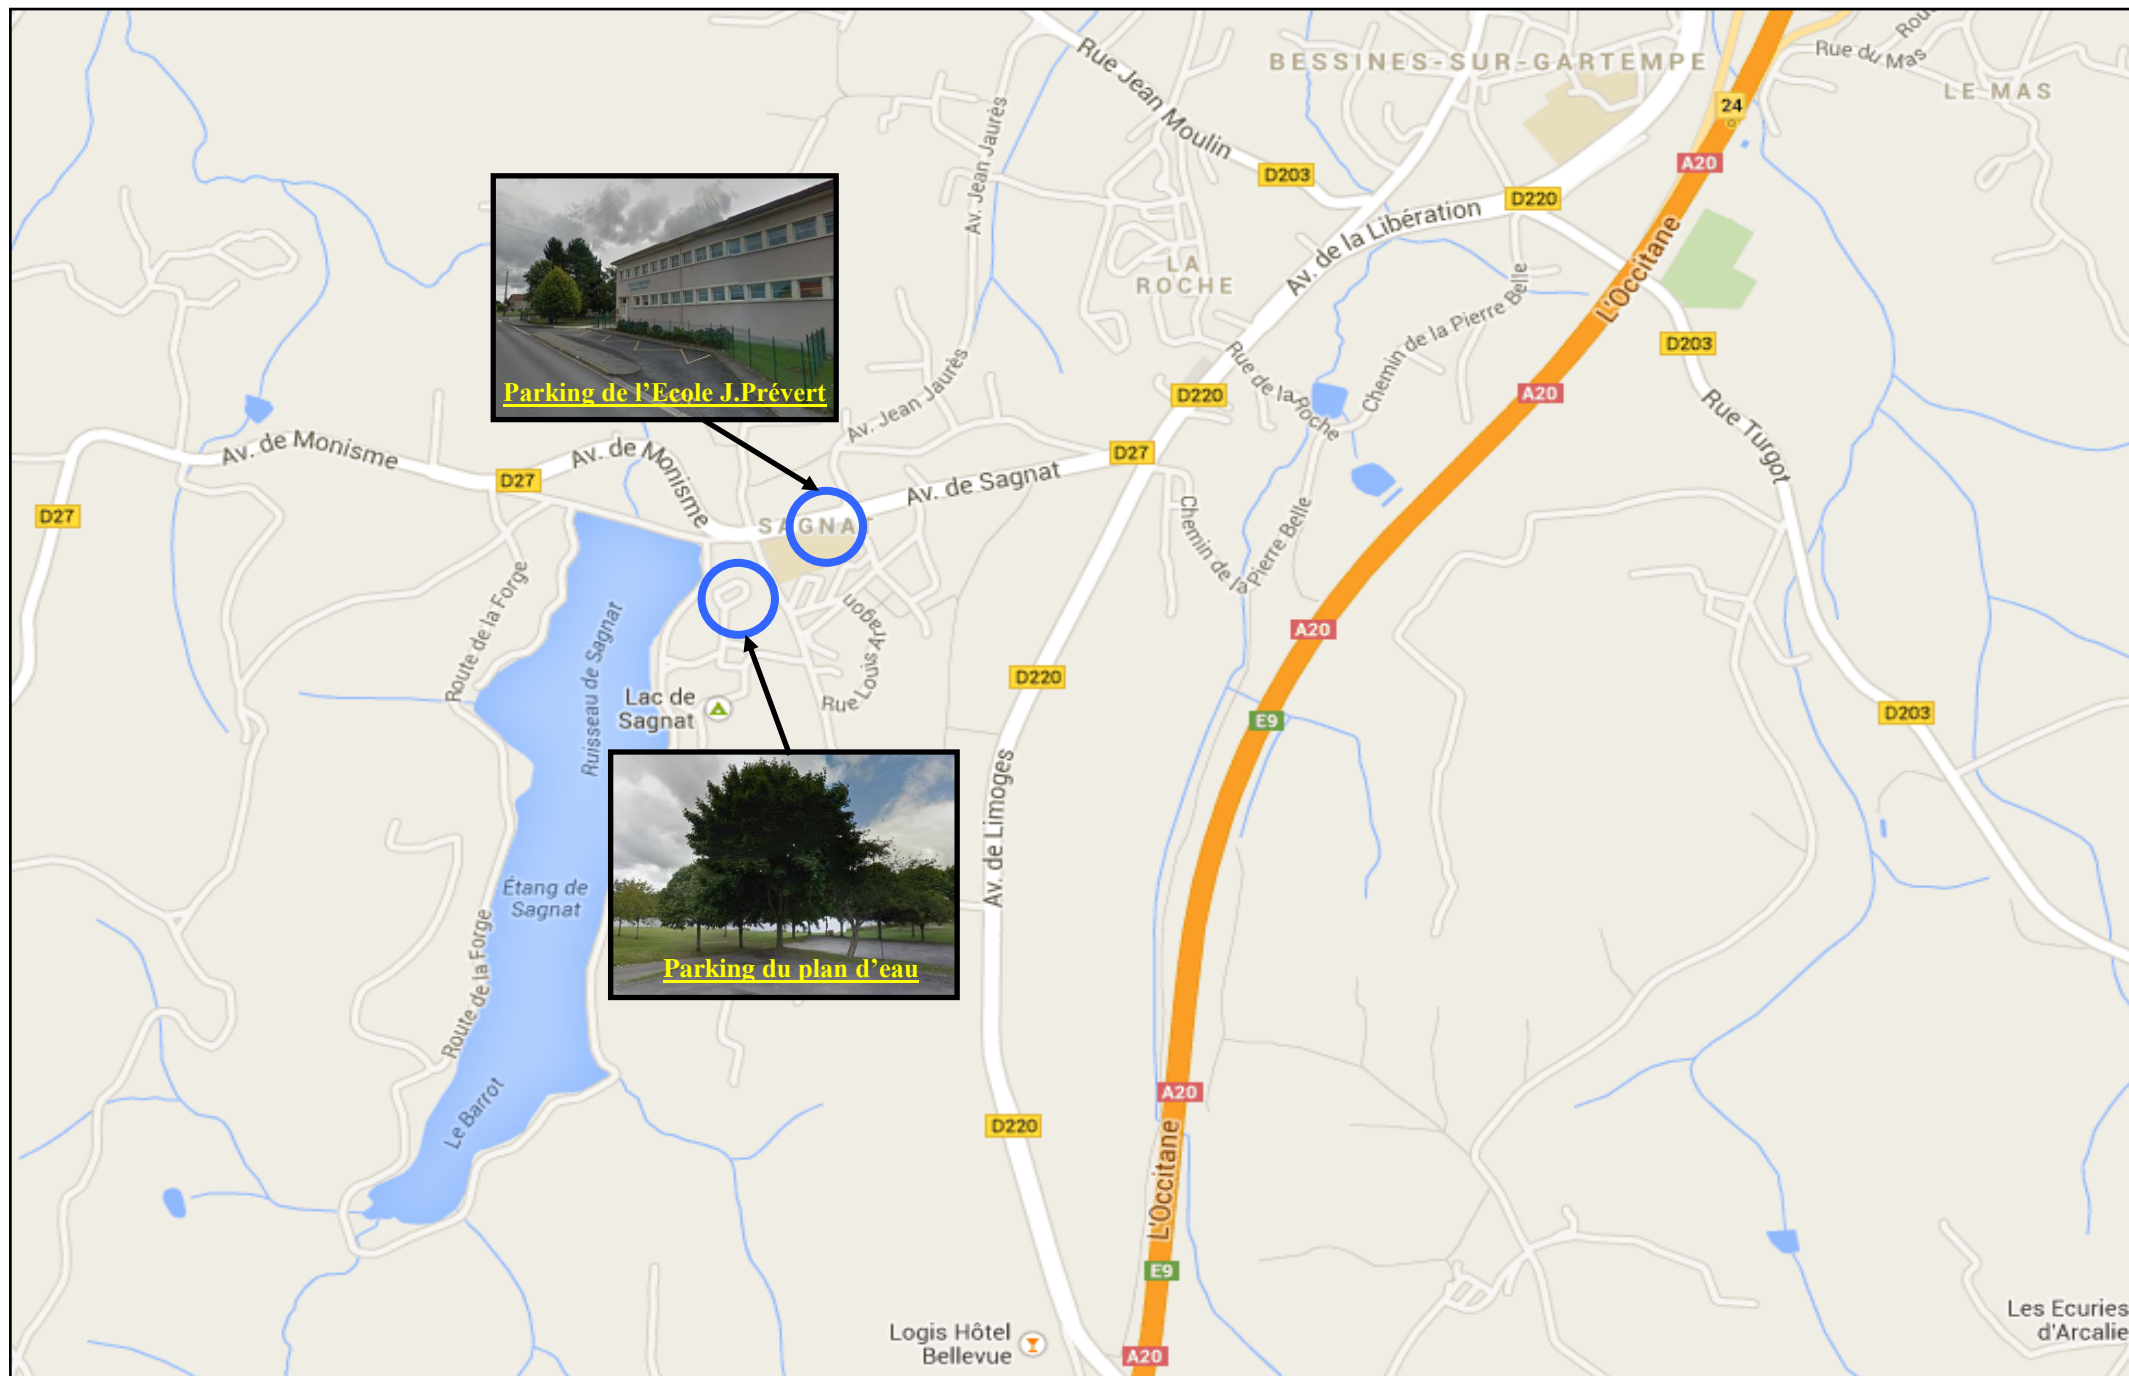 BESSINES-SUR-GARTEMPE
Rou
Rue du Mas
LE MAS
Rue Jean Moulin
24
A20
D203
D220
Av. Jean Jaurès
Av. de la Libération
L'Occitane
LA
ROCHE
Chemin de la Pierre Belle
D203
Parking de l'Ecole J.Prévert
Rue de la Roche
D220
A20
Rue Turgot
Av. Jean Jaurès
Av. de Monisme
Av. de Monisme
D27
D27
Av. de Sagnat
D27
SAGNAT
Chemin de la Pierre Belle
Route de la Forge
Ruisseau de Sagnat
Rue Louis Aragon
A20
D220
Lac de
Sagnat
E9
D203
Av. de Limoges
Étang de
Sagnat
Parking du plan d'eau
Route de la Forge
Le Barrot
A20
D220
L'Occitane
E9
Logis Hôtel
Bellevue
A20
Les Ecuries
d'Arcalie